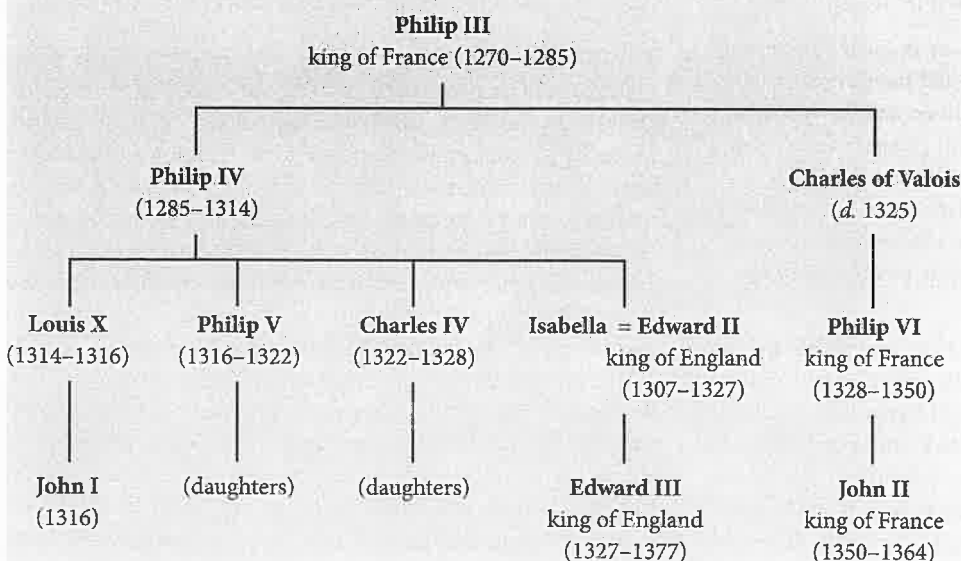 Philip III
king of France (1270–1285)
Philip IV
(1285–1314)
Charles of Valois
(d. 1325)
Louis X
(1314–1316)
Philip V
(1316–1322)
Charles IV
(1322–1328)
Isabella = Edward II
king of England
(1307–1327)
Philip VI
king of France
(1328–1350)
John I
(1316)
(daughters)
(daughters)
Edward III
king of England
(1327–1377)
John II
king of France
(1350–1364)